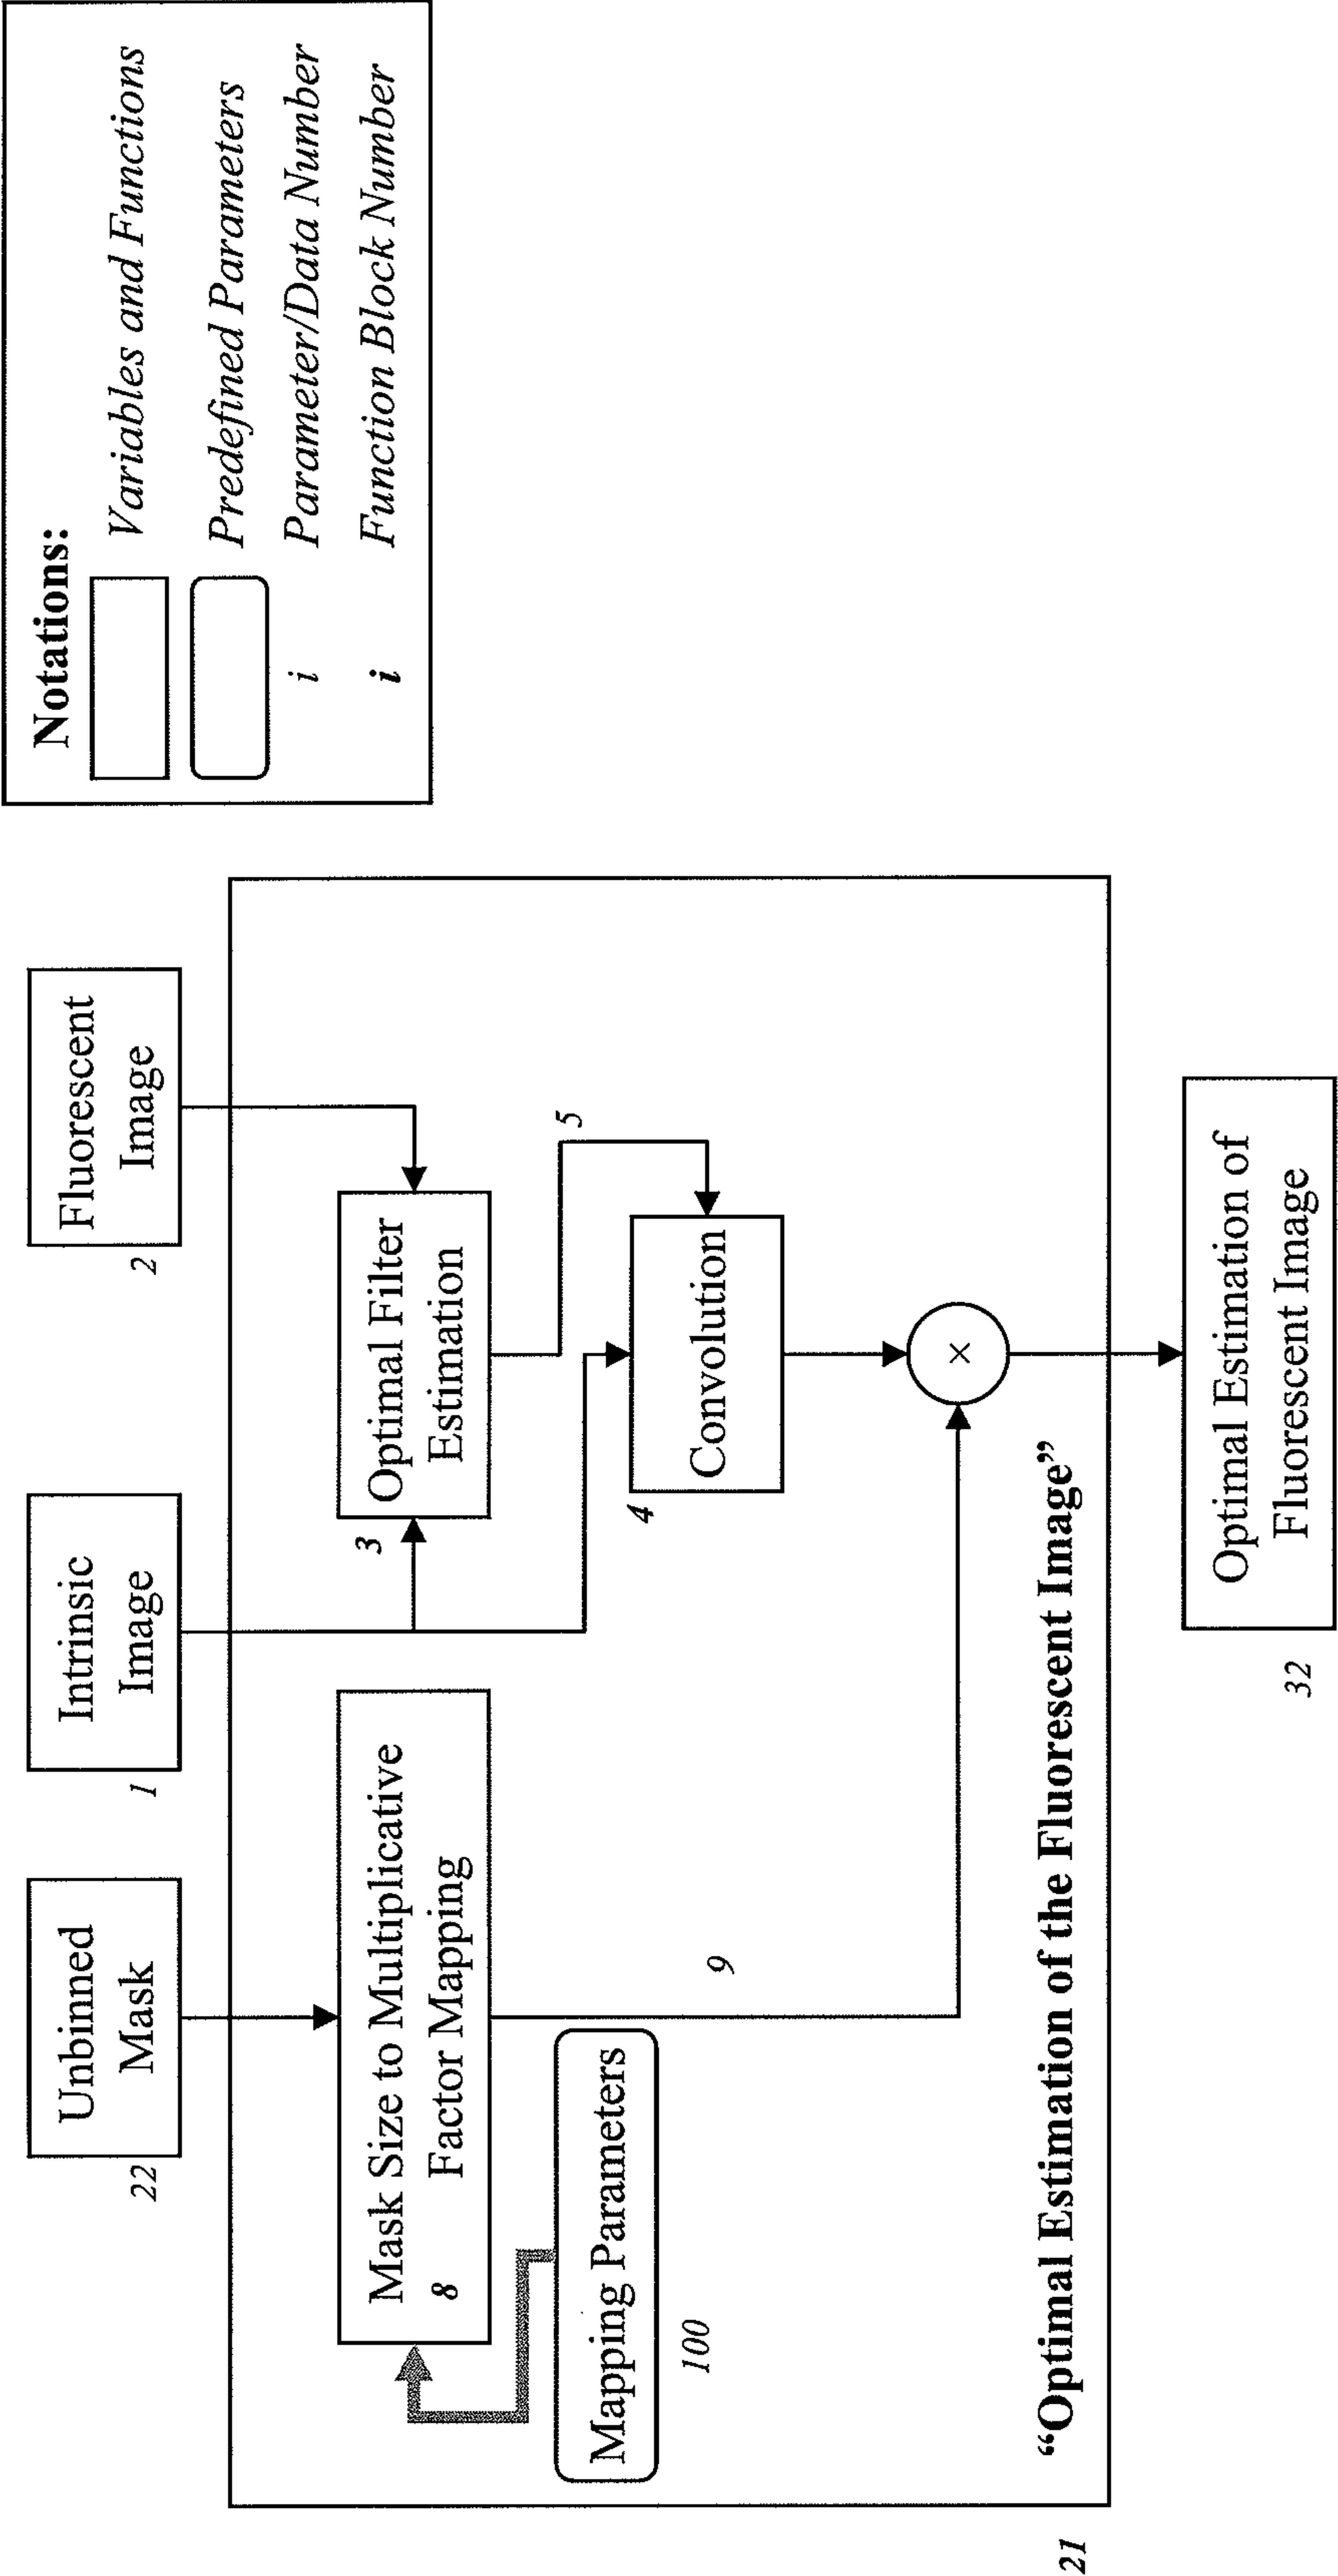 Unbinned
Mask
22
Intrinsic
Image
1
Fluorescent
Image
2
Notations:
Variables and Functions
Predefined Parameters
i Parameter/Data Number
i Function Block Number
Mask Size to Multiplicative
Factor Mapping
8
Optimal Filter
Estimation
3
5
Mapping Parameters
100
9
Convolution
4
×
“Optimal Estimation of the Fluorescent Image”
21
Optimal Estimation of
Fluorescent Image
32